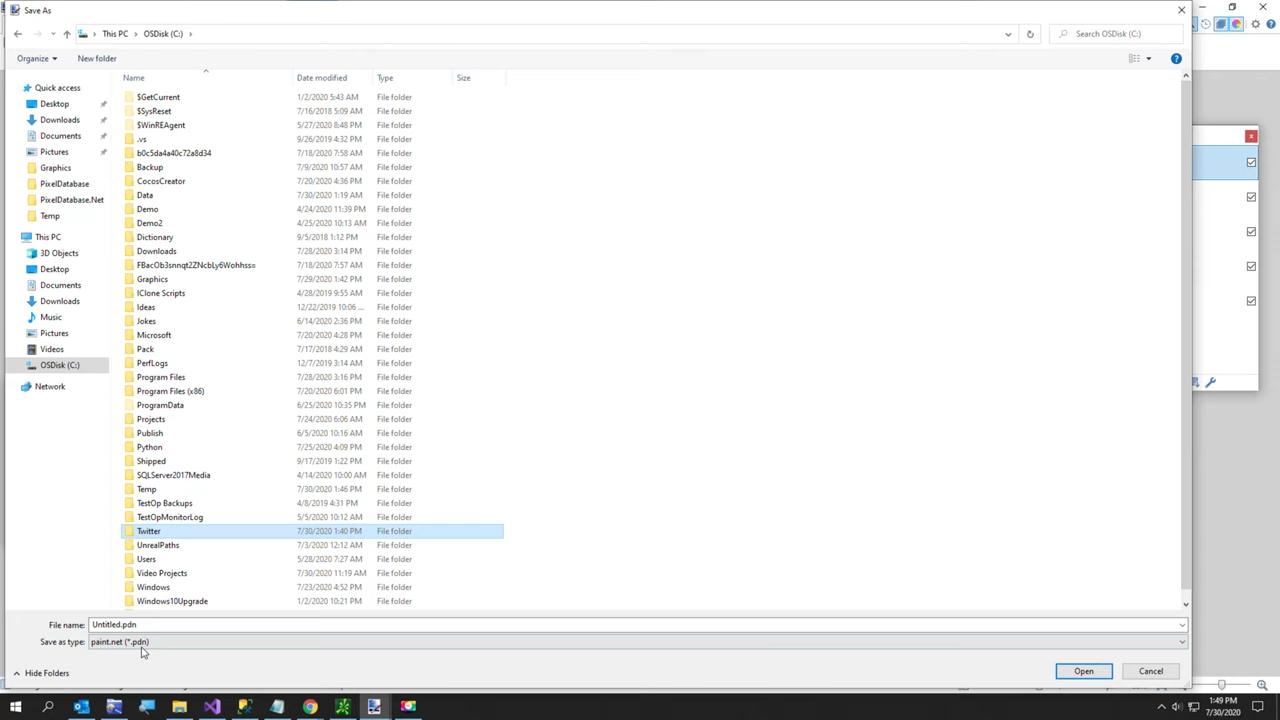 Save As
This PC > OSDisk (C:) >
Search OSDisk (C:)
Organize
New folder
Name Date modified Type Size
Quick access
Desktop
Downloads
Documents
Pictures
Graphics
PixelDatabase
PixelDatabase.Net
Temp
This PC
3D Objects
Desktop
Documents
Downloads
Music
Pictures
Videos
OSDisk (C:)
Network
$GetCurrent 1/2/2020 5:43 AM File folder
$SysReset 7/16/2018 5:09 AM File folder
$WinREAgent 5/27/2020 8:48 PM File folder
.vs 9/26/2019 4:32 PM File folder
b0c5da4a40c72a8d34 7/18/2020 7:58 AM File folder
Backup 7/9/2020 10:57 AM File folder
CocosCreator 7/20/2020 4:36 PM File folder
Data 7/30/2020 1:19 AM File folder
Demo 4/24/2020 11:39 PM File folder
Demo2 4/25/2020 10:13 AM File folder
Dictionary 9/5/2018 1:12 PM File folder
Downloads 7/28/2020 3:14 PM File folder
FBacOb3snnqt2ZNcbLy6Wohhss= 7/18/2020 7:57 AM File folder
Graphics 7/29/2020 1:42 PM File folder
IClone Scripts 4/28/2019 9:55 AM File folder
Ideas 12/22/2019 10:06 ... File folder
Jokes 6/14/2020 2:36 PM File folder
Microsoft 7/20/2020 4:28 PM File folder
Pack 7/17/2018 4:29 AM File folder
PerfLogs 12/7/2019 3:14 AM File folder
Program Files 7/28/2020 3:16 PM File folder
Program Files (x86) 7/20/2020 6:01 PM File folder
ProgramData 6/25/2020 10:35 PM File folder
Projects 7/24/2020 6:06 AM File folder
Publish 6/5/2020 10:16 AM File folder
Python 7/25/2020 4:09 PM File folder
Shipped 9/17/2019 1:22 PM File folder
SQLServer2017Media 4/14/2020 10:00 AM File folder
Temp 7/30/2020 1:46 PM File folder
TestOp Backups 4/8/2019 4:31 PM File folder
TestOpMonitorLog 5/5/2020 10:12 AM File folder
Twitter 7/30/2020 1:40 PM File folder
UnrealPaths 7/3/2020 12:12 AM File folder
Users 5/28/2020 7:27 AM File folder
Video Projects 7/30/2020 11:19 AM File folder
Windows 7/23/2020 4:52 PM File folder
Windows10Upgrade 1/2/2020 10:21 PM File folder
File name: Untitled.pdn
Save as type: paint.net (*.pdn)
Hide Folders
Open
Cancel
1:49 PM
7/30/2020